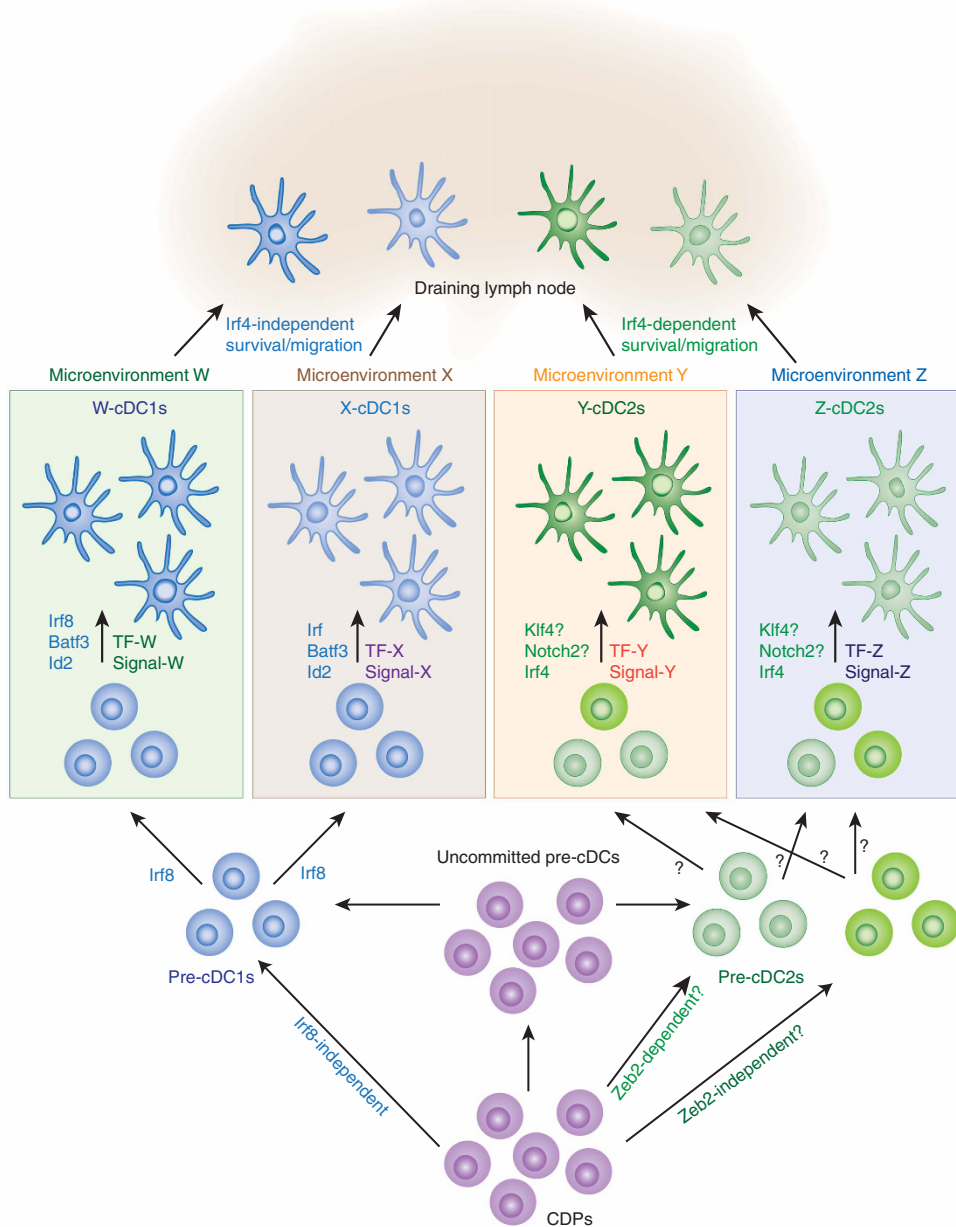 Draining lymph node
Irf4-independent
survival/migration
Irf4-dependent
survival/migration
Microenvironment W
Microenvironment X
Microenvironment Y
Microenvironment Z
W-cDC1s
X-cDC1s
Y-cDC2s
Z-cDC2s
Irf8
Batf3
Id2
TF-W
Signal-W
Irf
Batf3
Id2
TF-X
Signal-X
Klf4?
Notch2?
Irf4
TF-Y
Signal-Y
Klf4?
Notch2?
Irf4
TF-Z
Signal-Z
Irf8
Irf8
Uncommitted pre-cDCs
?
?
?
?
Pre-cDC1s
Pre-cDC2s
Irf8-independent
Zeb2-dependent?
Zeb2-independent?
CDPs